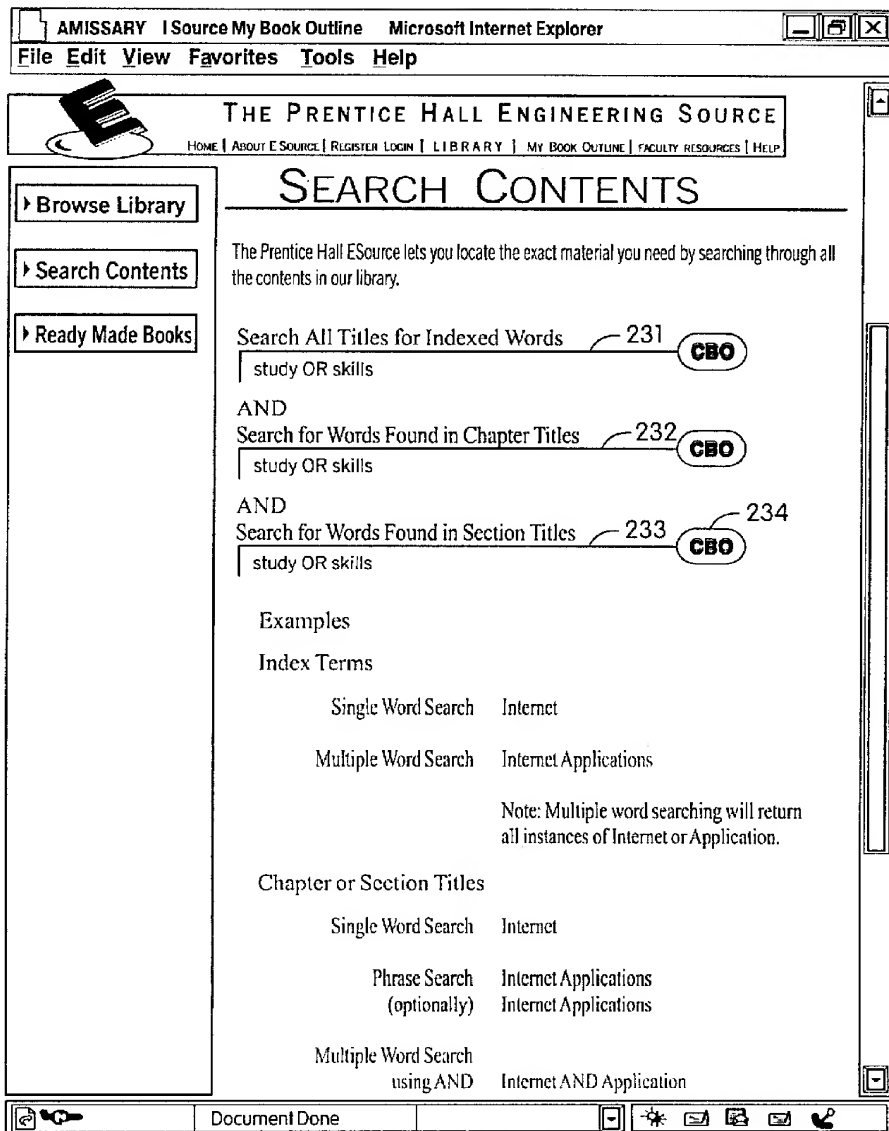 AMISSARY I Source My Book Outline Microsoft Internet Explorer
File Edit View Favorites Tools Help
THE PRENTICE HALL ENGINEERING SOURCE
HOME | ABOUT E SOURCE | REGISTER LOGIN | LIBRARY | MY BOOK OUTLINE | FACULTY RESOURCES | HELP
Browse Library
Search Contents
Ready Made Books
SEARCH CONTENTS
The Prentice Hall ESource lets you locate the exact material you need by searching through all
the contents in our library.
Search All Titles for Indexed Words 231 CBO
study OR skills
AND
Search for Words Found in Chapter Titles 232 CBO
study OR skills
AND
234
Search for Words Found in Section Titles 233 CBO
study OR skills
Examples
Index Terms
Single Word Search Internet
Multiple Word Search Internet Applications
Note: Multiple word searching will return
all instances of Internet or Application.
Chapter or Section Titles
Single Word Search Internet
Phrase Search Internet Applications
(optionally) Internet Applications
Multiple Word Search
using AND Internet AND Application
Document Done